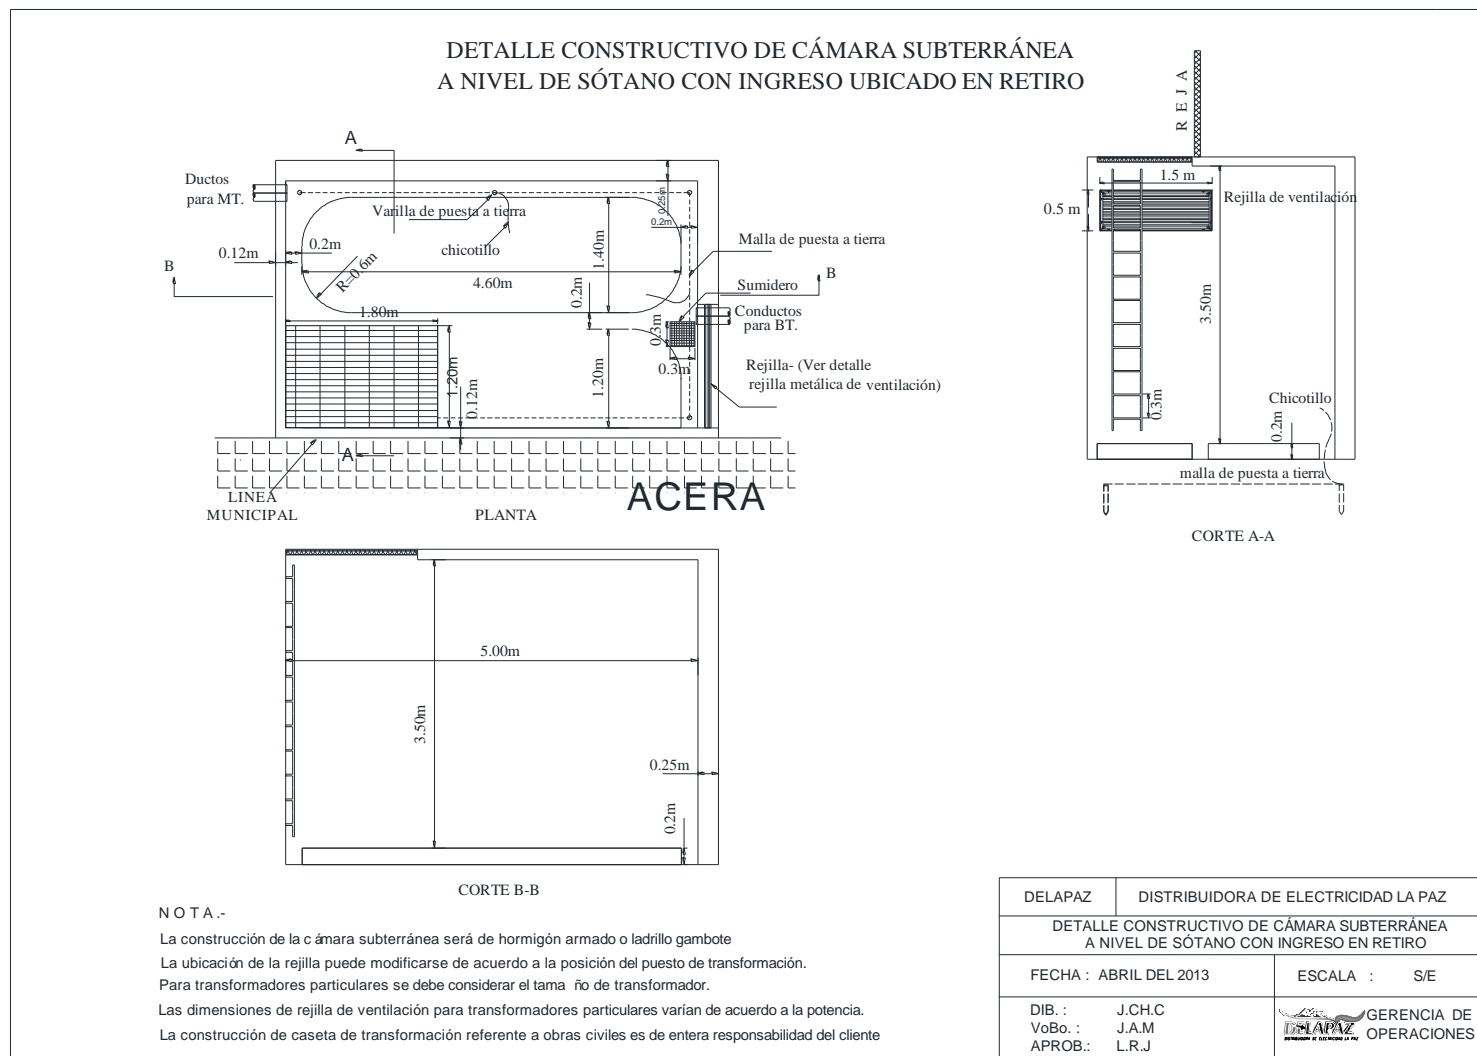 DETALLE CONSTRUCTIVO DE CÁMARA SUBTERRÁNEA
A NIVEL DE SÓTANO CON INGRESO UBICADO EN RETIRO
A
Ductos
para MT.
Varilla de puesta a tierra
chicotillo
0.25m
0.2m
Malla de puesta a tierra
0.12m
0.2m
B
R=0.6m
4.60m
1.40m
0.2m
Sumidero
B
1.80m
Conductos
para BT.
0.3m
0.3m
1.20m
0.12m
1.20m
Rejilla- (Ver detalle
rejilla metálica de ventilación)
A
LINEA
MUNICIPAL
PLANTA
ACERA
REJA
1.5 m
0.5 m
Rejilla de ventilación
3.50m
0.3m
Chicotillo
0.2m
malla de puesta a tierra
CORTE A-A
5.00m
3.50m
0.25m
0.2m
CORTE B-B
N O T A .-
La construcción de la c ámara subterránea será de hormigón armado o ladrillo gambote
La ubicación de la rejilla puede modificarse de acuerdo a la posición del puesto de transformación.
Para transformadores particulares se debe considerar el tama ño de transformador.
Las dimensiones de rejilla de ventilación para transformadores particulares varían de acuerdo a la potencia.
La construcción de caseta de transformación referente a obras civiles es de entera responsabilidad del cliente
DELAPAZ DISTRIBUIDORA DE ELECTRICIDAD LA PAZ
DETALLE CONSTRUCTIVO DE CÁMARA SUBTERRÁNEA
A NIVEL DE SÓTANO CON INGRESO EN RETIRO
FECHA : ABRIL DEL 2013 ESCALA : S/E
DIB. : J.CH.C
VoBo. : J.A.M
APROB.: L.R.J
DELAPAZ
DISTRIBUIDORA DE ELECTRICIDAD LA PAZ
GERENCIA DE
OPERACIONES